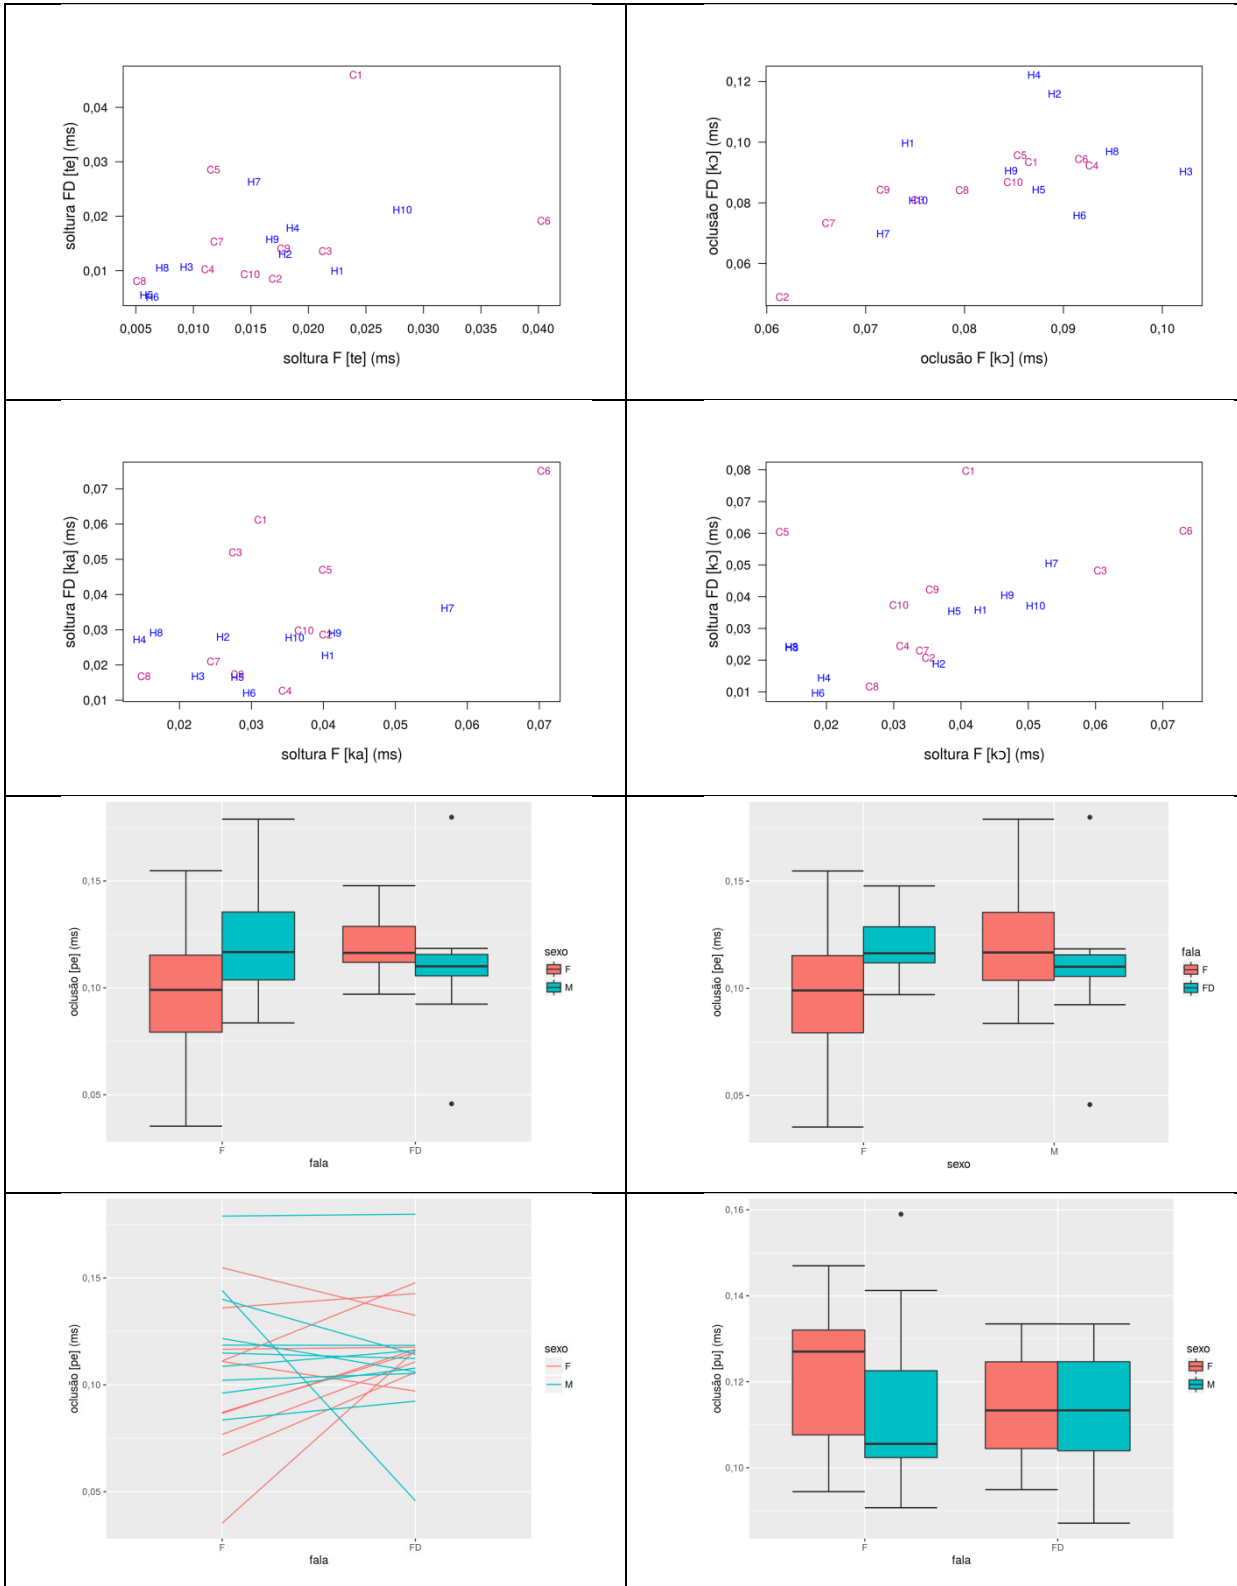 soltura FD [te] (ms)
0,04
0,03
0,02
0,01
C1
C5
H7
H10
C6
H4
H9
C9
H2
C3
C7
H8
H3
C4
C10
C2
H1
C8
H6
0,005 0,010 0,015 0,020 0,025 0,030 0,035 0,040
soltura F [te] (ms)
oclusão FD [kɔ] (ms)
0,12
0,10
0,08
0,06
H4
H2
H1
C5
C1
C6
C4
H8
H3
H9
C10
H5
C9
C8
H10
H6
C7
H7
C2
0,06 0,07 0,08 0,09 0,10
oclusão F [kɔ] (ms)
soltura FD [ka] (ms)
0,07
0,06
0,05
0,04
0,03
0,02
0,01
C6
C1
C3
C5
H7
H4
H8
H2
H10
C10
C2
H9
H1
C7
C8
H3
H6
C4
0,02 0,03 0,04 0,05 0,06 0,07
soltura F [ka] (ms)
soltura FD [kɔ] (ms)
0,08
0,07
0,06
0,05
0,04
0,03
0,02
0,01
C1
C5
C6
H7
C3
C9
C10
H9
H5
H1
H10
C4
C7
C2
H2
H4
H6
C8
0,02 0,03 0,04 0,05 0,06 0,07
soltura F [kɔ] (ms)
oclusão [pe] (ms)
0,15
0,10
0,05
F FD
fala
sexo
F
M
oclusão [pe] (ms)
0,15
0,10
0,05
F M
sexo
fala
F
FD
oclusão [pe] (ms)
0,15
0,10
0,05
F FD
fala
sexo
F
M
oclusão [pu] (ms)
0,16
0,14
0,12
0,10
F FD
fala
sexo
F
M